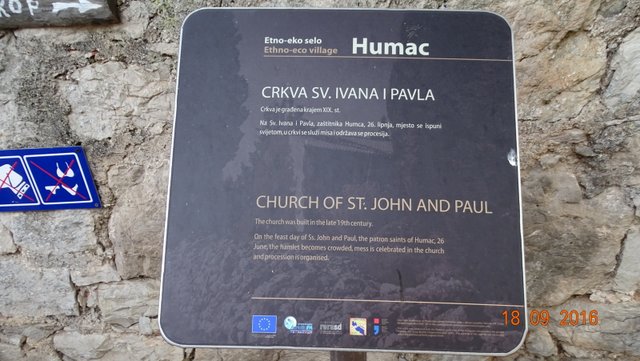 Etno-eko selo
Ethno-eco village
Humac
CRKVA SV. IVANA I PAVLA
Crkva je građena krajem XIX. st.
Na Sv. Ivana i Pavla, zaštitnika Humca, 26. lipnja, mjesto se ispuni
svijetom, u crkvi se služi misa i održava se procesija.
CHURCH OF ST. JOHN AND PAUL
The church was built in the late 19th century.
On the feast day of Ss. John and Paul, the patron saints of Humac, 26
June, the hamlet becomes crowded, mess is celebrated in the church
and procession is organised.
18 09 2016